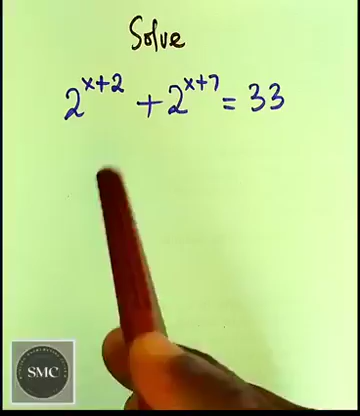 Solve
2^{x+2} + 2^{x+7} = 33
SMC